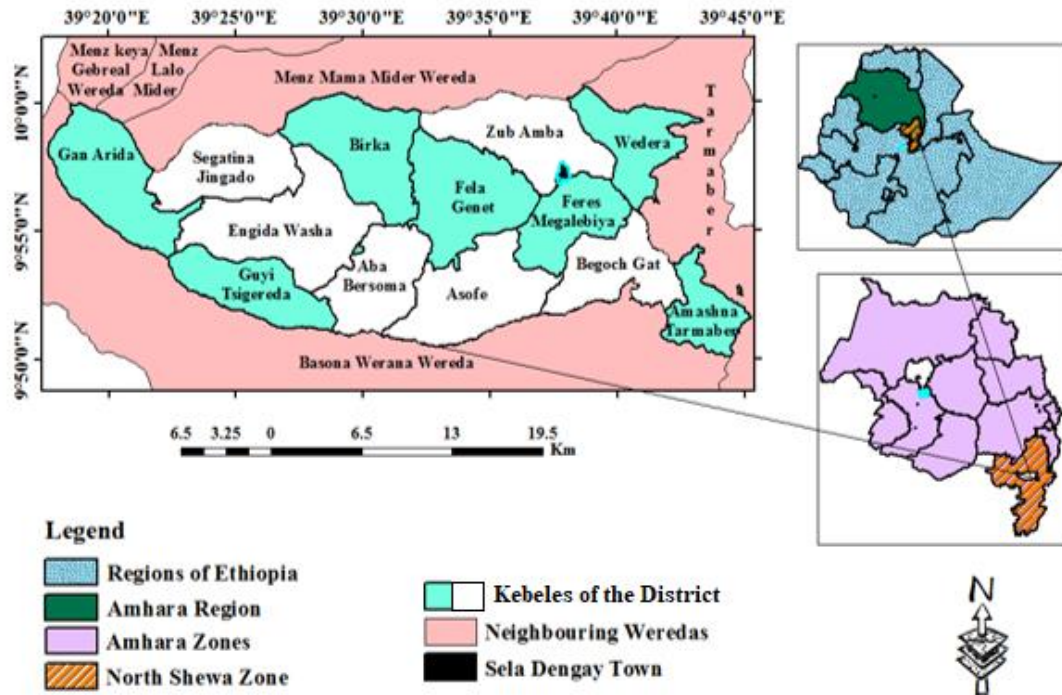 39°20'0"E 39°25'0"E 39°30'0"E 39°35'0"E 39°40'0"E 39°45'0"E
10°0'0"N
9°55'0"N
9°50'0"N
Menz keya
Gebreal
Wereda
Menz
Lalo
Mider
Menz Mama Mider Wereda
Tarmaber
Gan Arida
Segatina
Jingado
Birka
Zub Amba
Wedera
Fela
Genet
Feres
Megalebiya
Engida Washa
Guyi
Tsigereda
Aba
Bersoma
Asofe
Begoch Gat
Amashna
Tarmaber
Basona Werana Wereda
6.5 3.25 0 6.5 13 19.5
Km
Legend
Regions of Ethiopia
Amhara Region
Amhara Zones
North Shewa Zone
Kebeles of the District
Neighbouring Weredas
Sela Dengay Town
N